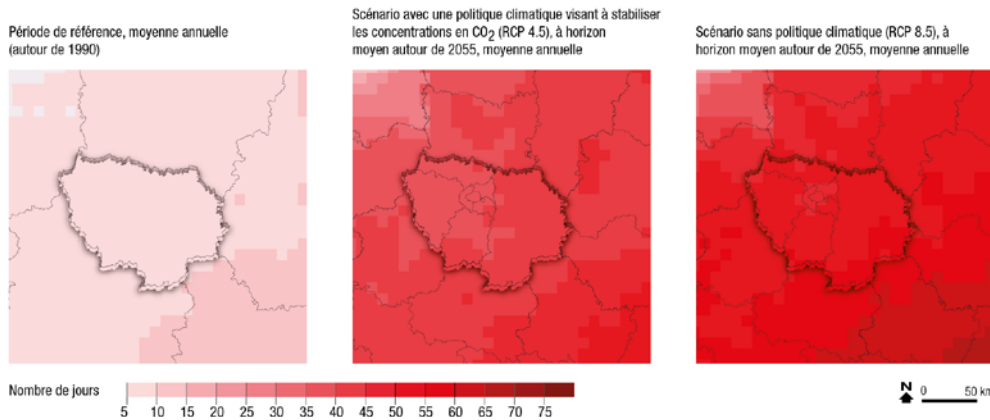 Période de référence, moyenne annuelle
(autour de 1990)
Scénario avec une politique climatique visant à stabiliser
les concentrations en CO₂ (RCP 4.5), à horizon
moyen autour de 2055, moyenne annuelle
Scénario sans politique climatique (RCP 8.5), à
horizon moyen autour de 2055, moyenne annuelle
Nombre de jours
5 10 15 20 25 30 35 40 45 50 55 60 65 70 75
N
0 50 km